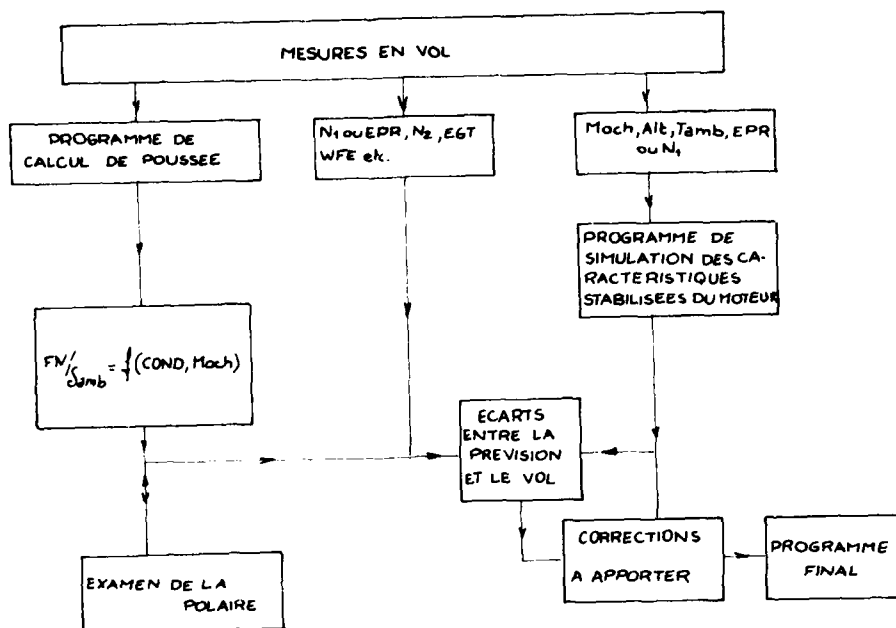 MESURES EN VOL
PROGRAMME DE
CALCUL DE POUSSEE
N1 ou EPR, N2, EGT
WFE etc.
Mach, Alt, Tamb, EPR
ou N1
PROGRAMME DE
SIMULATION DES CA-
RACTERISTIQUES
STABILISEES DU MOTEUR
FN/δamb = f (COND, Mach)
ECARTS
ENTRE LA
PREVISION
ET LE VOL
CORRECTIONS
A APPORTER
PROGRAMME
FINAL
EXAMEN DE LA
POLAIRE